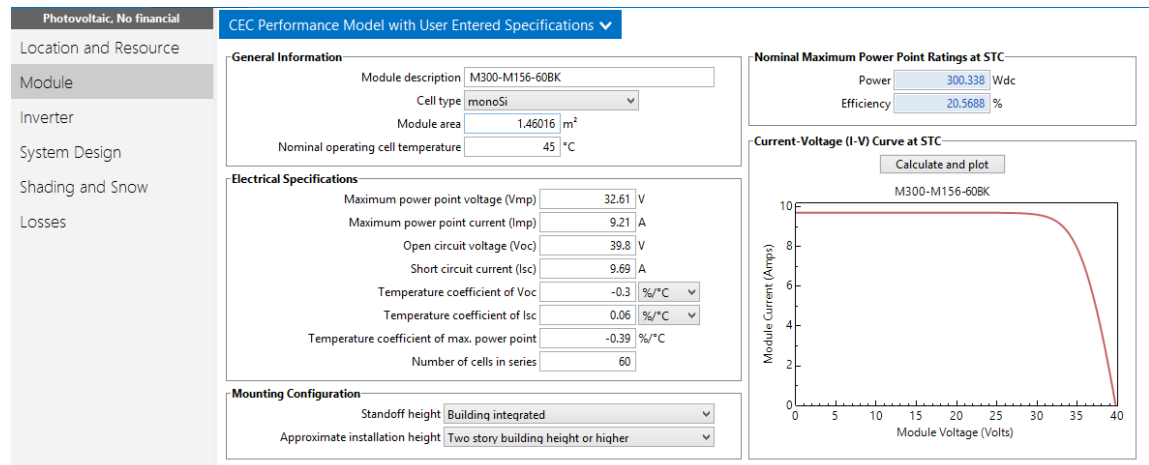 Photovoltaic, No financial
Location and Resource
Module
Inverter
System Design
Shading and Snow
Losses
CEC Performance Model with User Entered Specifications
General Information
Module description M300-M156-60BK
Cell type monoSi
Module area 1.46016 m²
Nominal operating cell temperature 45 °C
Electrical Specifications
Maximum power point voltage (Vmp) 32.61 V
Maximum power point current (Imp) 9.21 A
Open circuit voltage (Voc) 39.8 V
Short circuit current (Isc) 9.69 A
Temperature coefficient of Voc -0.3 %/°C
Temperature coefficient of Isc 0.06 %/°C
Temperature coefficient of max. power point -0.39 %/°C
Number of cells in series 60
Mounting Configuration
Standoff height Building integrated
Approximate installation height Two story building height or higher
Nominal Maximum Power Point Ratings at STC
Power 300.338 Wdc
Efficiency 20.5688 %
Current-Voltage (I-V) Curve at STC
Calculate and plot
M300-M156-60BK
Module Current (Amps)
10
8
6
4
2
0
0 5 10 15 20 25 30 35 40
Module Voltage (Volts)